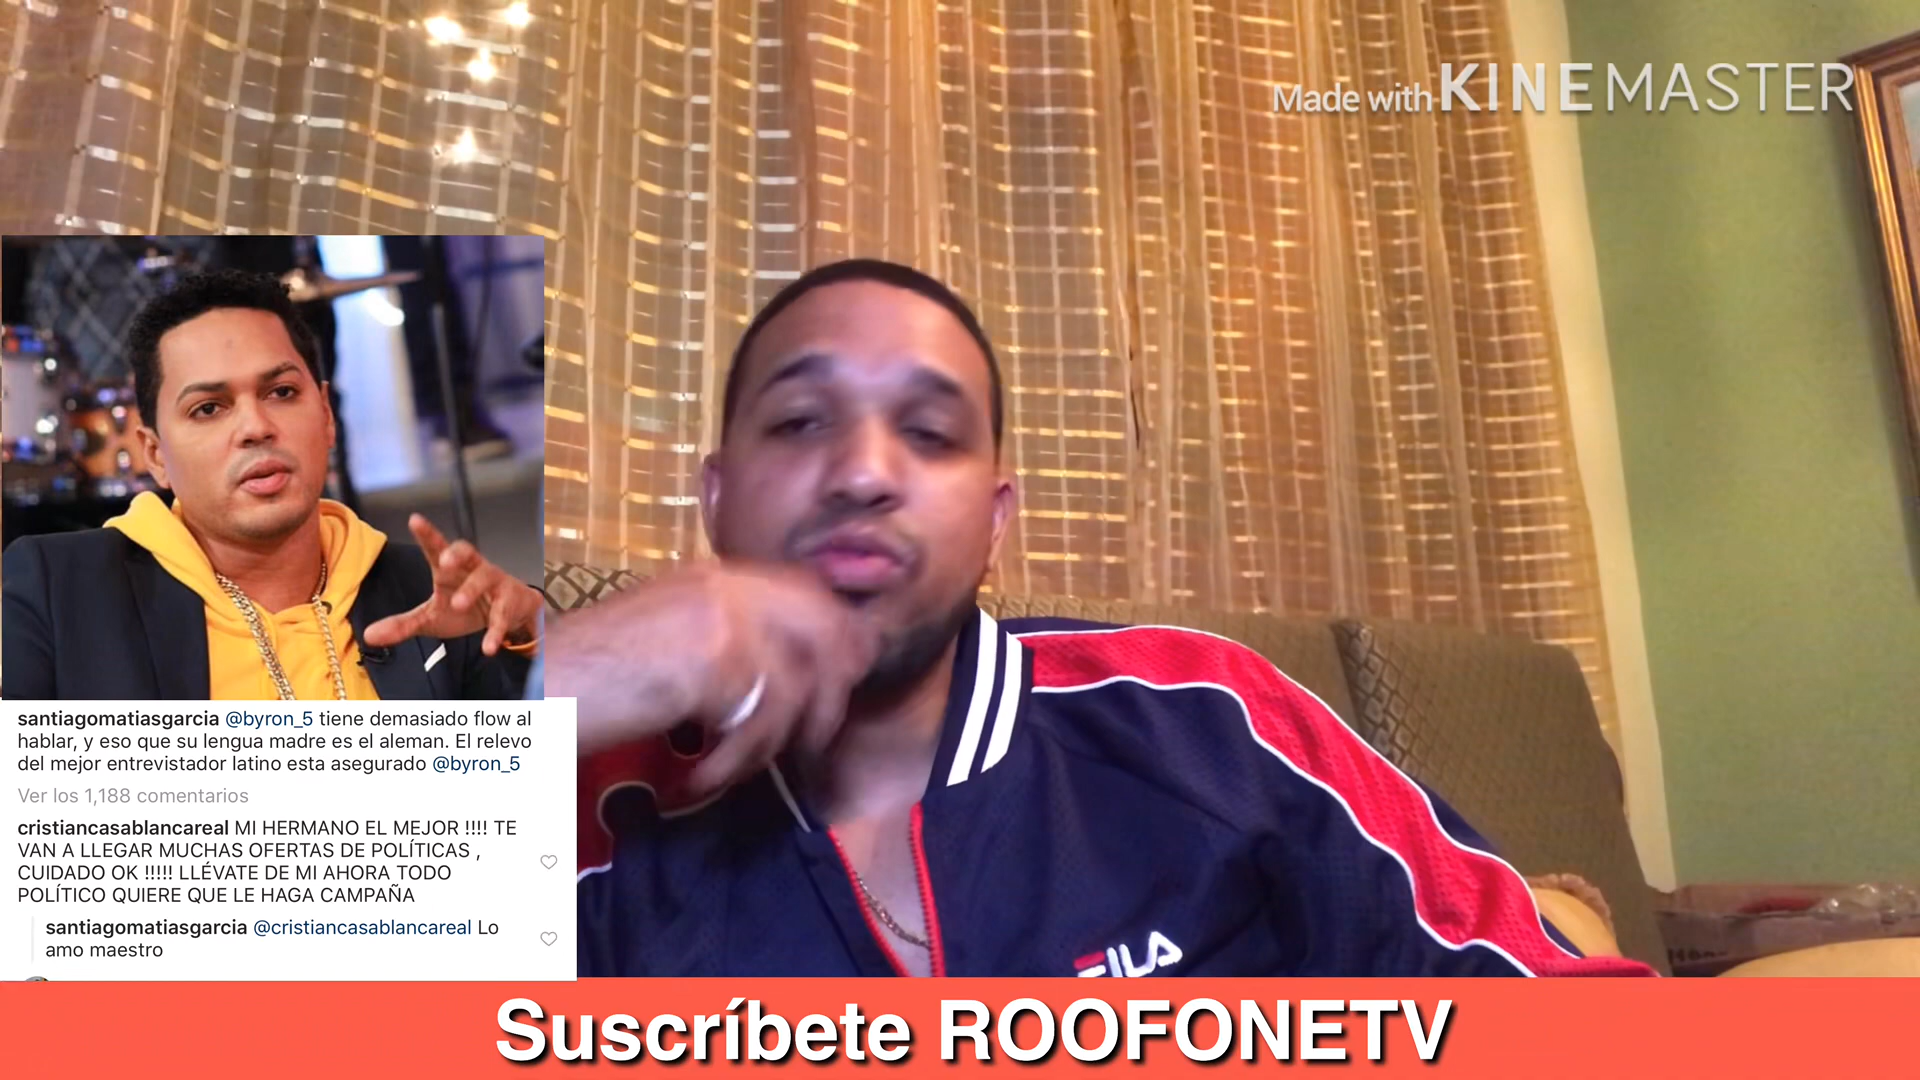 Made with KINEMASTER
santiagomatiasgarcia @byron_5 tiene demasiado flow al
hablar, y eso que su lengua madre es el aleman. El relevo
del mejor entrevistador latino esta asegurado @byron_5
Ver los 1,188 comentarios
cristiancasablancareal MI HERMANO EL MEJOR !!!! TE
VAN A LLEGAR MUCHAS OFERTAS DE POLÍTICAS ,
CUIDADO OK !!!!! LLÉVATE DE MI AHORA TODO
POLÍTICO QUIERE QUE LE HAGA CAMPAÑA
santiagomatiasgarcia @cristiancasablancareal Lo
amo maestro
FILA
Suscríbete ROOFONETV